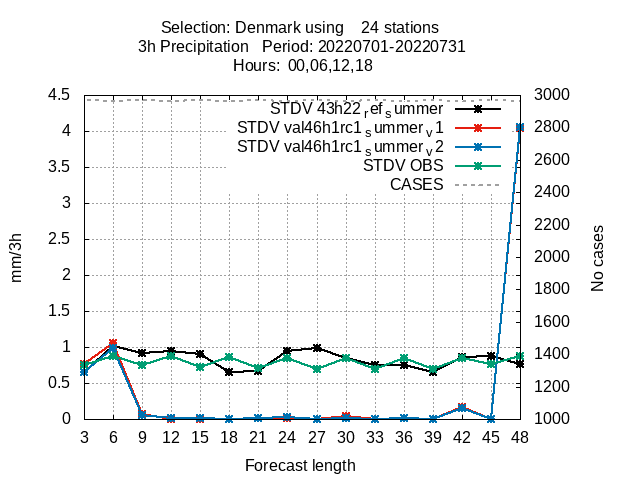 Selection: Denmark using    24 stations
3h Precipitation   Period: 20220701-20220731
Hours:  00,06,12,18
4.5
4
3.5
3
2.5
2
1.5
1
0.5
0
mm/3h
STDV 43h22refsummer
STDV val46h1rc1summerv1
STDV val46h1rc1summerv2
STDV OBS
CASES
3000
2800
2600
2400
2200
2000
1800
1600
1400
1200
1000
No cases
3 6 9 12 15 18 21 24 27 30 33 36 39 42 45 48
Forecast length